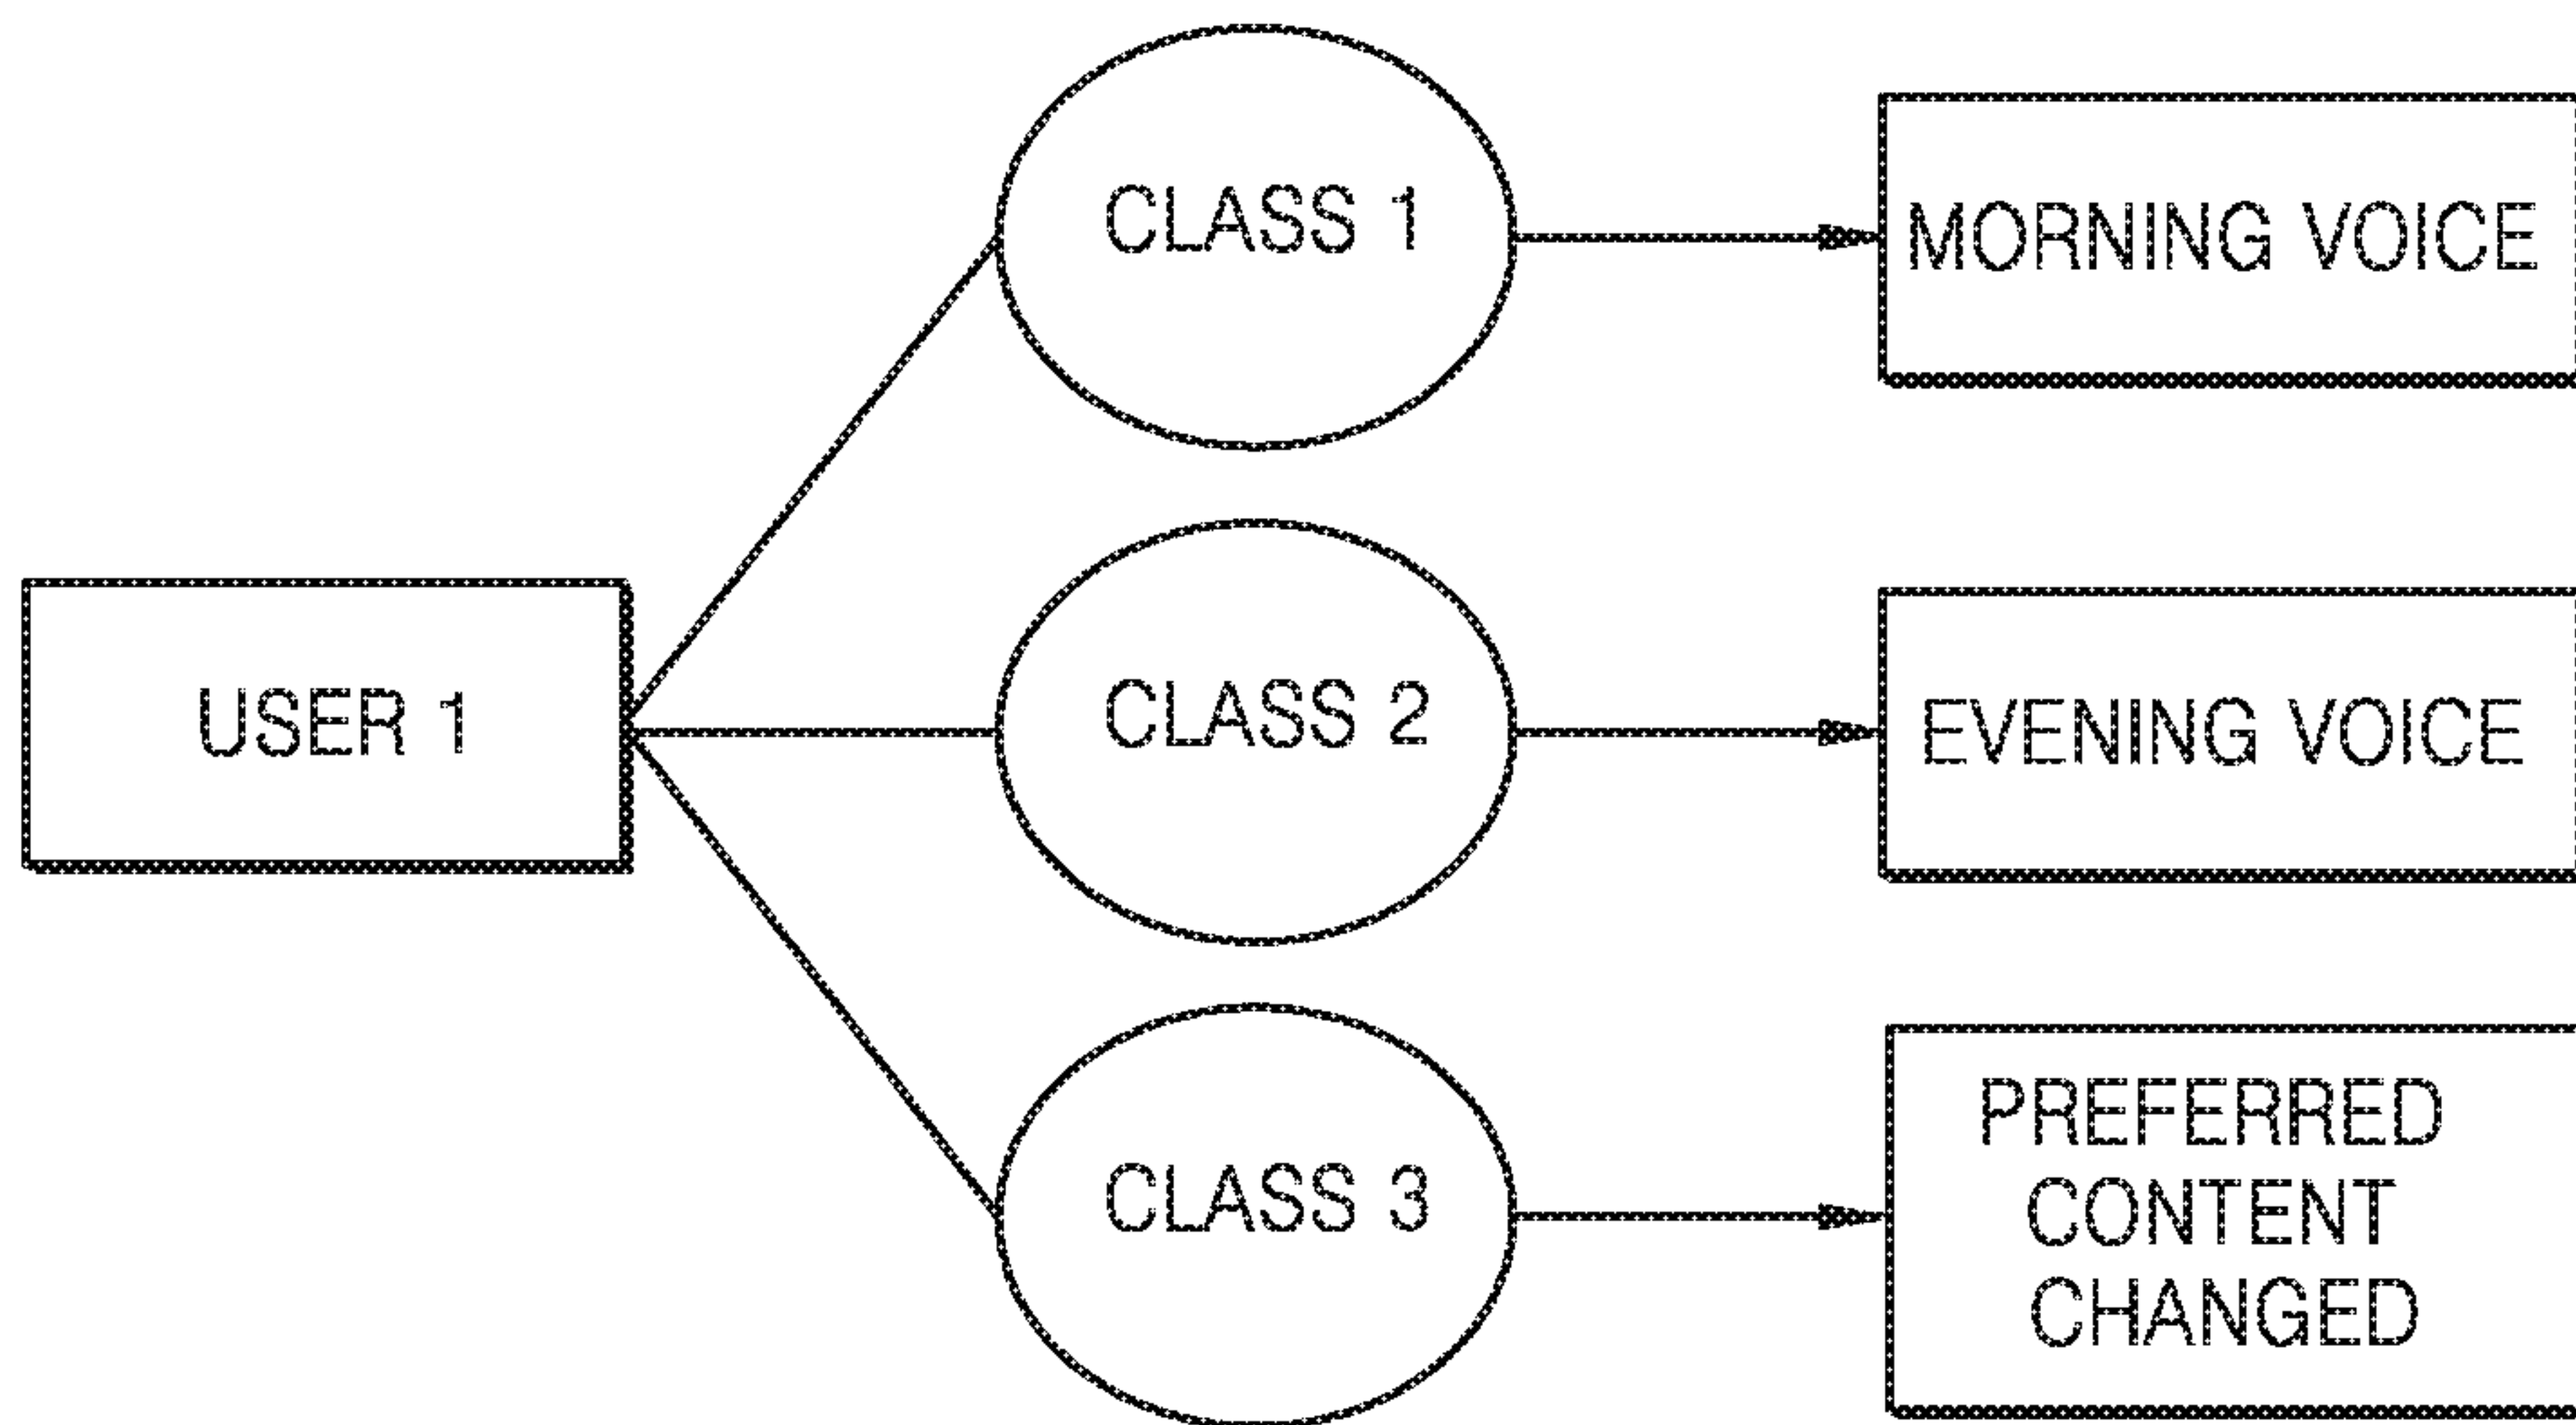 CLASS 1
MORNING VOICE
USER 1
CLASS 2
EVENING VOICE
CLASS 3
PREFERRED
CONTENT
CHANGED